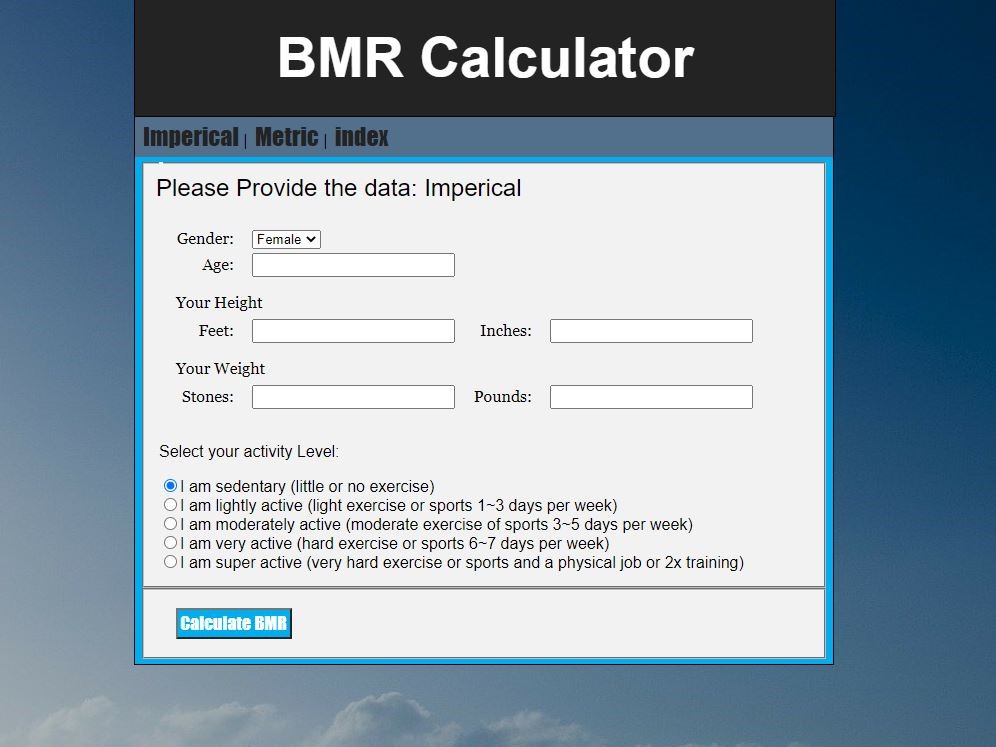 BMR Calculator
Imperical | Metric | index
Please Provide the data: Imperical
Gender: Female
Age:
Your Height
Feet: Inches:
Your Weight
Stones: Pounds:
Select your activity Level:
I am sedentary (little or no exercise)
I am lightly active (light exercise or sports 1~3 days per week)
I am moderately active (moderate exercise of sports 3~5 days per week)
I am very active (hard exercise or sports 6~7 days per week)
I am super active (very hard exercise or sports and a physical job or 2x training)
Calculate BMR